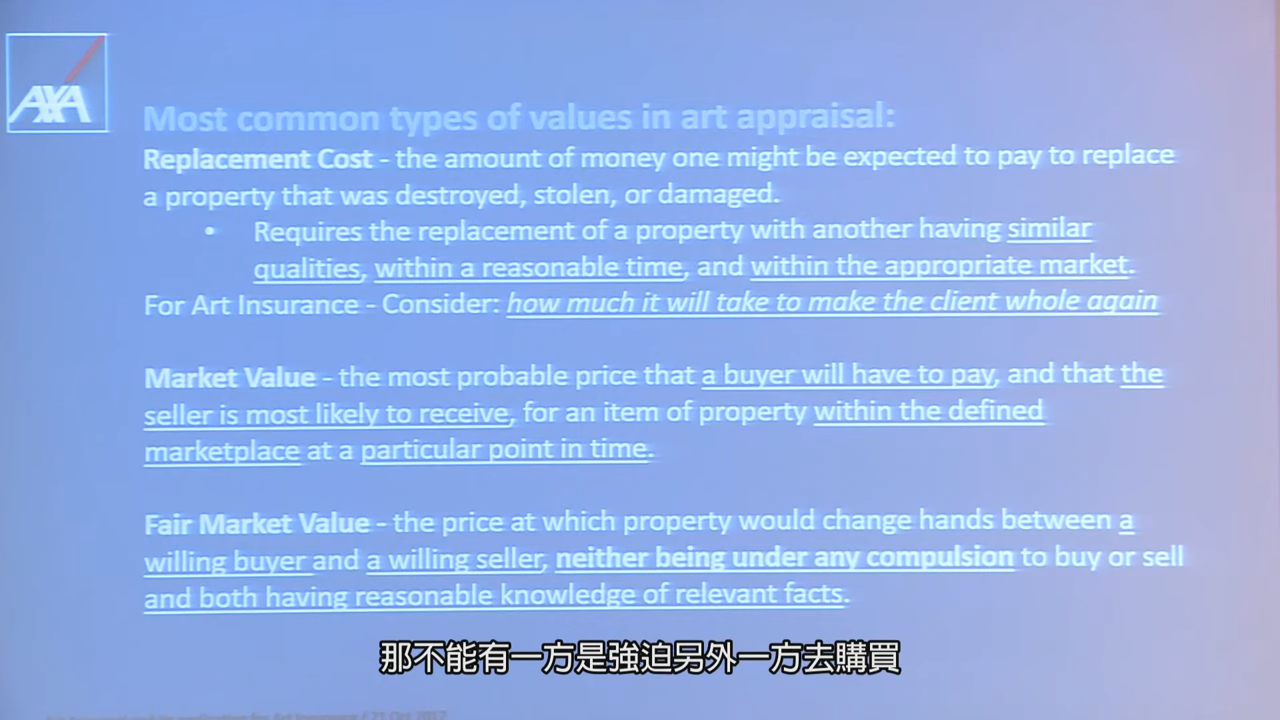 AXA
Most common types of values in art appraisal:
Replacement Cost - the amount of money one might be expected to pay to replace
a property that was destroyed, stolen, or damaged.
• Requires the replacement of a property with another having similar
qualities, within a reasonable time, and within the appropriate market.
For Art Insurance - Consider: how much it will take to make the client whole again
Market Value - the most probable price that a buyer will have to pay, and that the
seller is most likely to receive, for an item of property within the defined
marketplace at a particular point in time.
Fair Market Value - the price at which property would change hands between a
willing buyer and a willing seller, neither being under any compulsion to buy or sell
and both having reasonable knowledge of relevant facts.
那不能有一方是強迫另外一方去購買
for Art Insurance / 21 Oct 2017